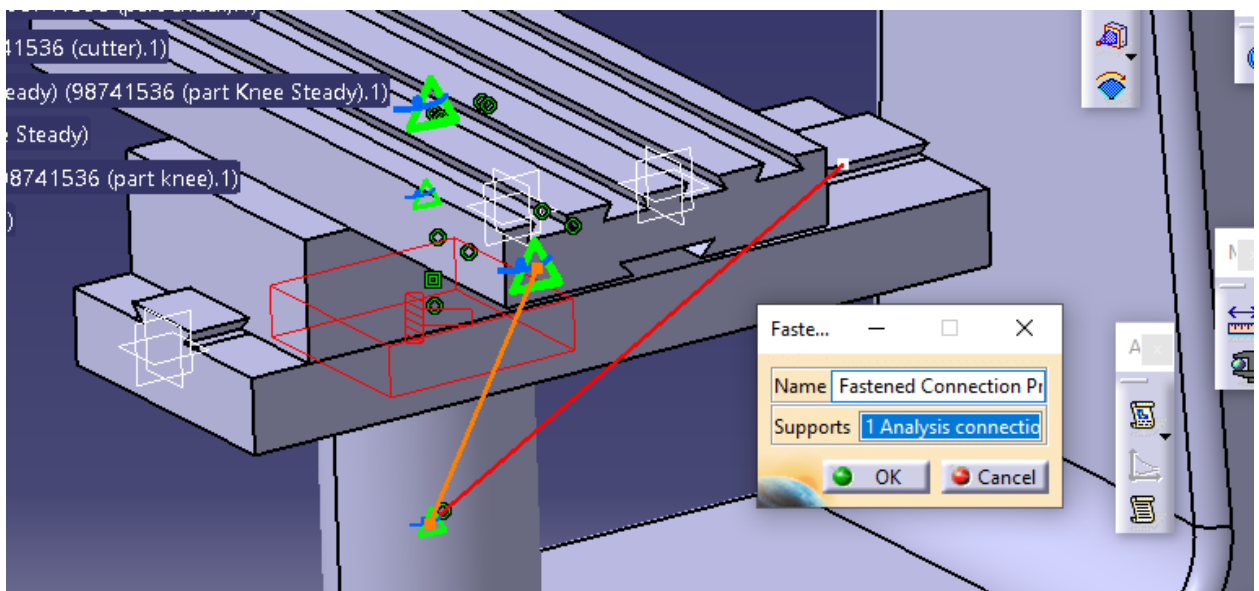 41536 (cutter).1)
eady) (98741536 (part Knee Steady).1)
e Steady)
98741536 (part knee).1)
)
Faste...
Name Fastened Connection Pr
Supports 1 Analysis connectio
OK Cancel
A